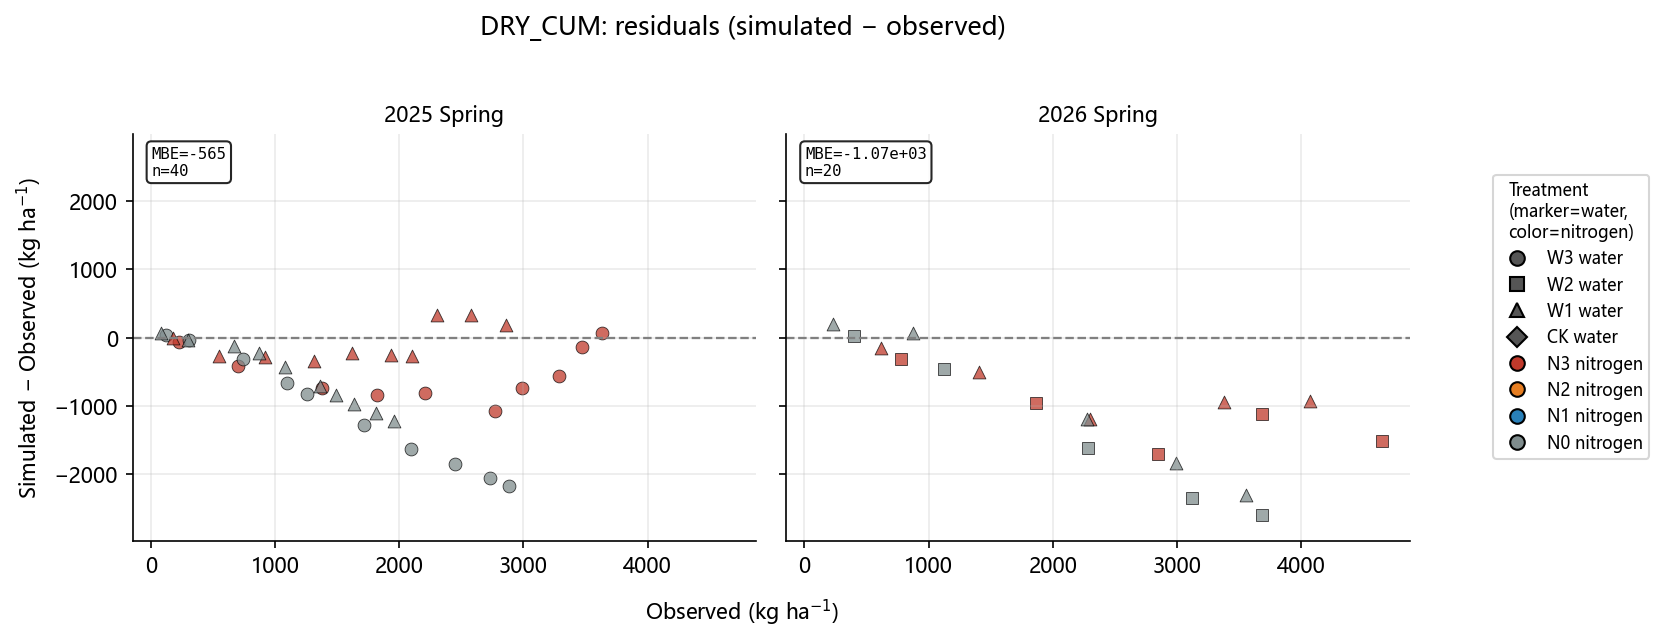 DRY_CUM: residuals (simulated − observed)
2025 Spring
2026 Spring
MBE=-565
n=40
MBE=-1.07e+03
n=20
Simulated − Observed (kg ha⁻¹)
2000
1000
0
−1000
−2000
0 1000 2000 3000 4000
0 1000 2000 3000 4000
Observed (kg ha⁻¹)
Treatment
(marker=water,
color=nitrogen)
W3 water
W2 water
W1 water
CK water
N3 nitrogen
N2 nitrogen
N1 nitrogen
N0 nitrogen